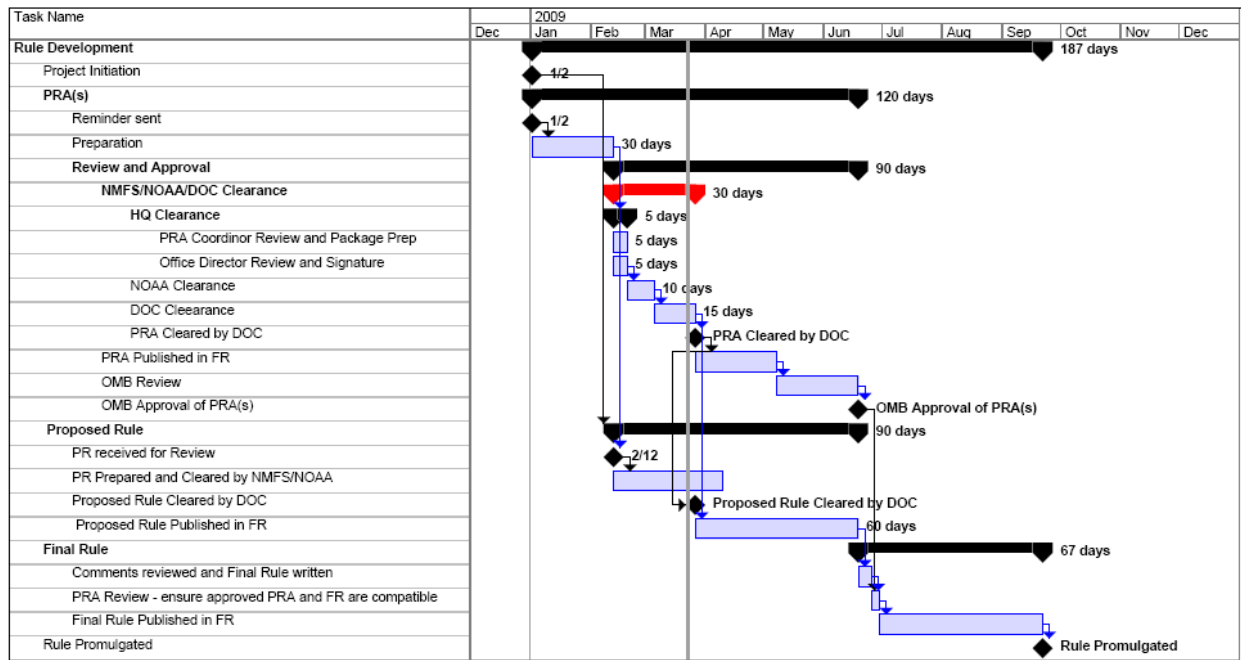 Task Name
2009
Dec Jan Feb Mar Apr May Jun Jul Aug Sep Oct Nov Dec
Rule Development 187 days
Project Initiation 1/2
PRA(s) 120 days
Reminder sent 1/2
Preparation 30 days
Review and Approval 90 days
NMFS/NOAA/DOC Clearance 30 days
HQ Clearance 5 days
PRA Coordinor Review and Package Prep 5 days
Office Director Review and Signature 5 days
NOAA Clearance 10 days
DOC Cleearance 15 days
PRA Cleared by DOC PRA Cleared by DOC
PRA Published in FR
OMB Review
OMB Approval of PRA(s) OMB Approval of PRA(s)
Proposed Rule 90 days
PR received for Review 2/12
PR Prepared and Cleared by NMFS/NOAA
Proposed Rule Cleared by DOC Proposed Rule Cleared by DOC
Proposed Rule Published in FR 60 days
Final Rule 67 days
Comments reviewed and Final Rule written
PRA Review - ensure approved PRA and FR are compatible
Final Rule Published in FR
Rule Promulgated Rule Promulgated